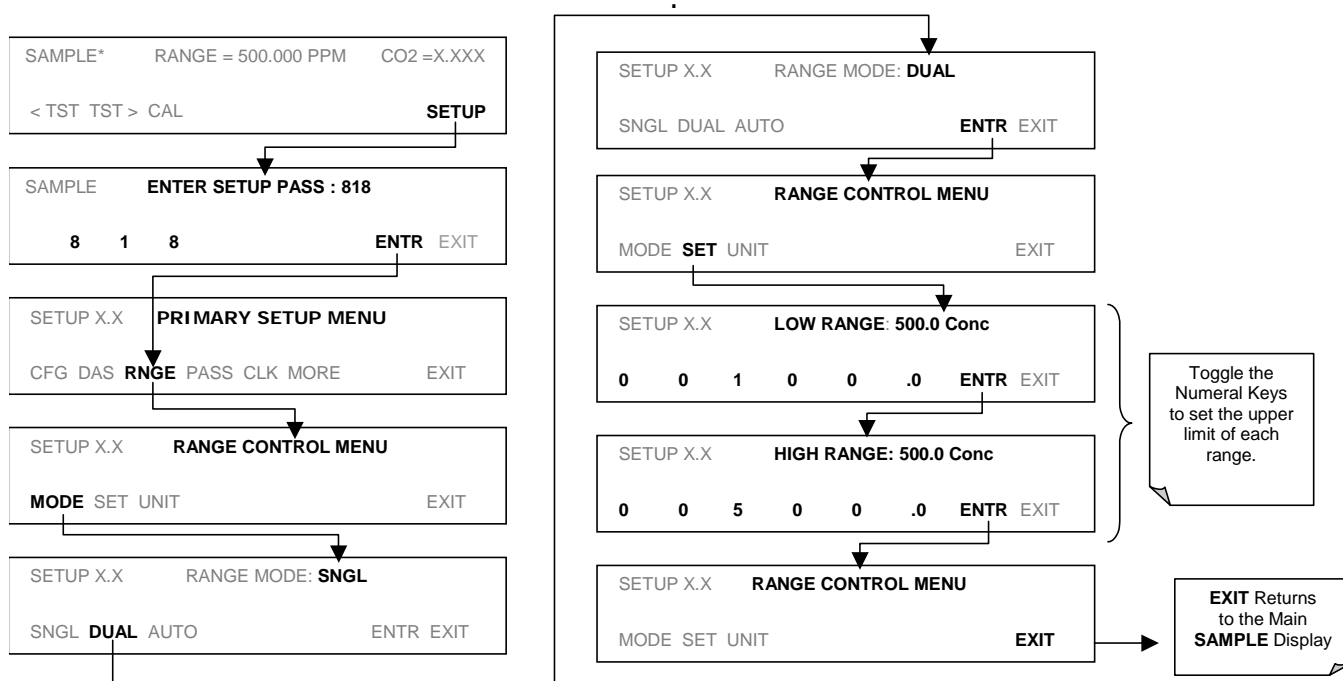 SAMPLE* RANGE = 500.000 PPM CO2 =X.XXX
< TST TST > CAL SETUP
SAMPLE ENTER SETUP PASS : 818
8 1 8 ENTR EXIT
SETUP X.X PRIMARY SETUP MENU
CFG DAS RNGE PASS CLK MORE EXIT
SETUP X.X RANGE CONTROL MENU
MODE SET UNIT EXIT
SETUP X.X RANGE MODE: SNGL
SNGL DUAL AUTO ENTR EXIT
SETUP X.X RANGE MODE: DUAL
SNGL DUAL AUTO ENTR EXIT
SETUP X.X RANGE CONTROL MENU
MODE SET UNIT EXIT
SETUP X.X LOW RANGE: 500.0 Conc
0 0 1 0 0 .0 ENTR EXIT
SETUP X.X HIGH RANGE: 500.0 Conc
0 0 5 0 0 .0 ENTR EXIT
SETUP X.X RANGE CONTROL MENU
MODE SET UNIT EXIT
Toggle the
Numeral Keys
to set the upper
limit of each
range.
EXIT Returns
to the Main
SAMPLE Display